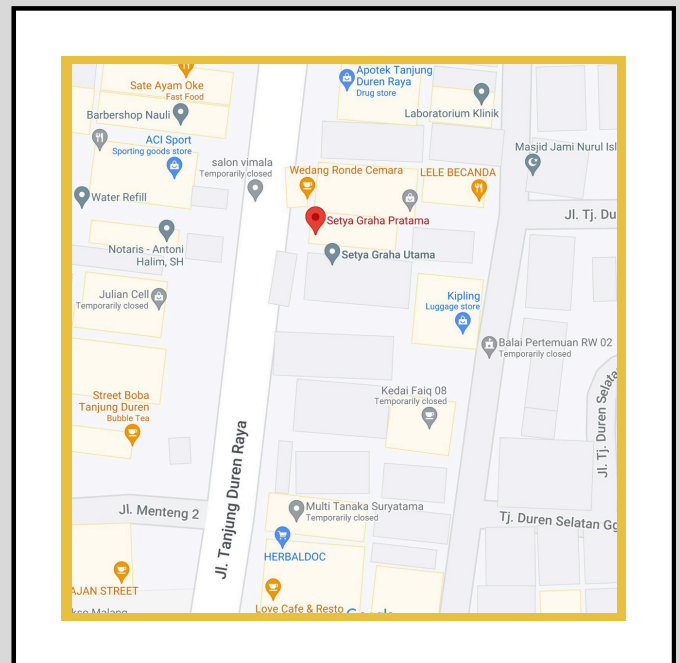 Sate Ayam Oke
Fast Food
Apotek Tanjung
Duren Raya
Drug store
Barbershop Nauli
Laboratorium Klinik
ACI Sport
Sporting goods store
Masjid Jami Nurul Isl
salon vimala
Temporarily closed
Wedang Ronde Cemara
LELE BECANDA
Water Refill
Jl. Tj. Du
Setya Graha Pratama
Notaris - Antoni
Halim, SH
Setya Graha Utama
Julian Cell
Temporarily closed
Kipling
Luggage store
Balai Pertemuan RW 02
Temporarily closed
Street Boba
Tanjung Duren
Bubble Tea
Kedai Faiq 08
Temporarily closed
Jl. Tj. Duren Selata
Jl. Tanjung Duren Raya
Jl. Menteng 2
Multi Tanaka Suryatama
Temporarily closed
Tj. Duren Selatan Gg
HERBALDOC
AJAN STREET
Love Cafe & Resto
Google
kso Malang